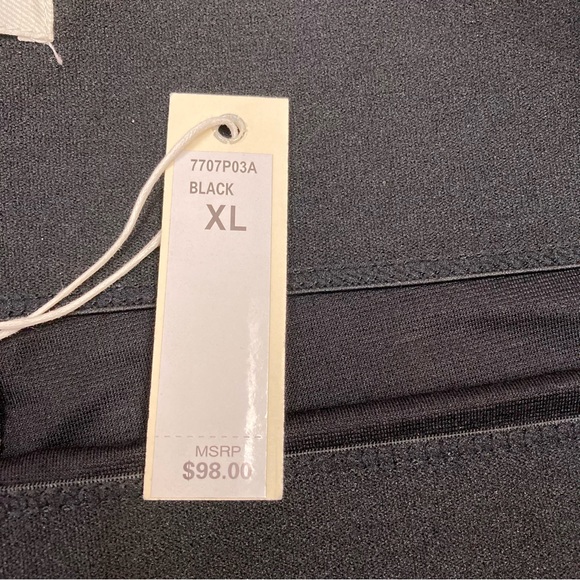 7707P03A
BLACK
XL
MSRP
$98.00